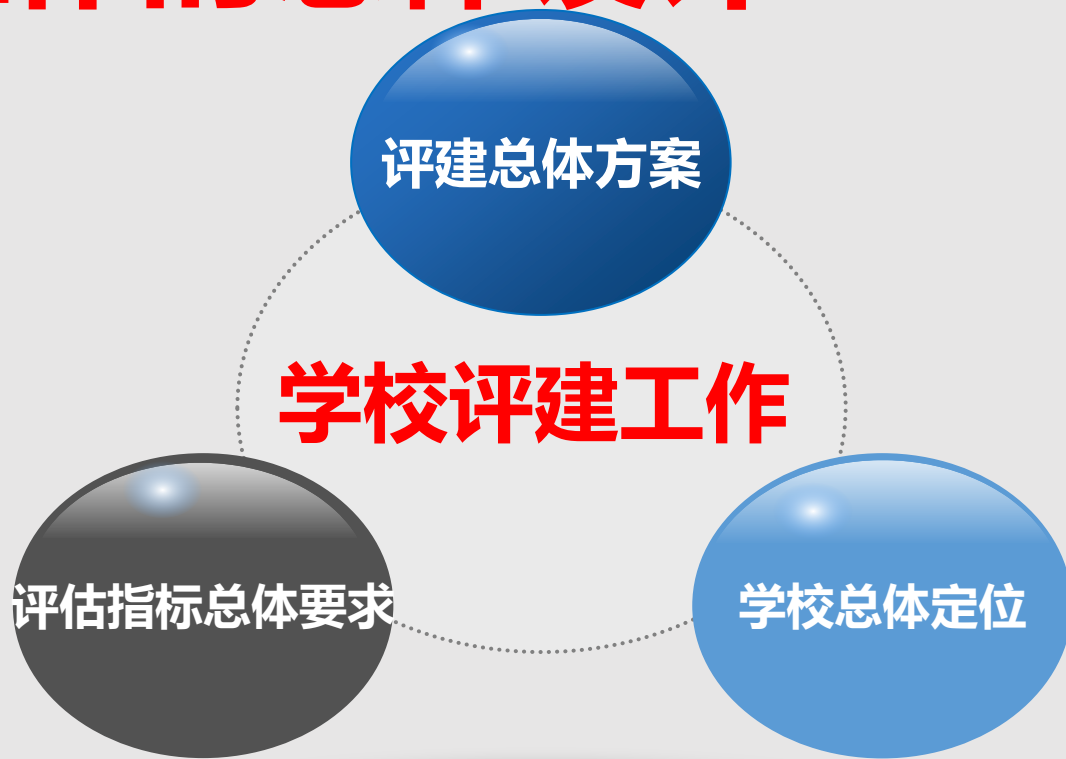 评建总体方案
学校评建工作
评估指标总体要求
学校总体定位